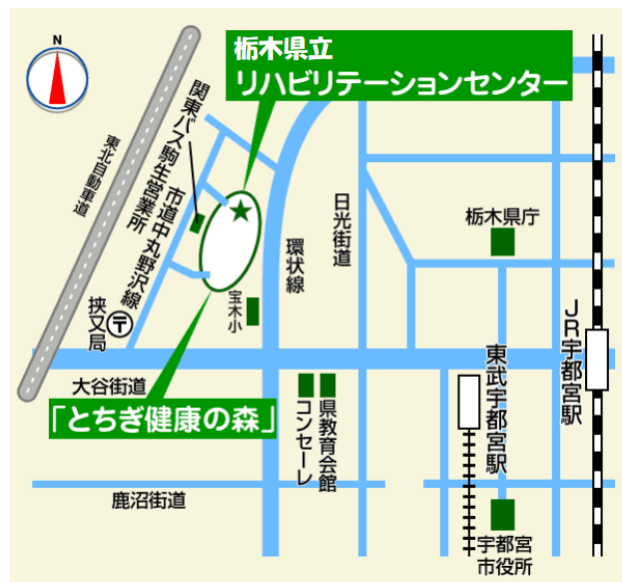 N
栃木県立
リハビリテーションセンター
東北自動車道
関東バス駒生営業所
市道中丸野沢線
挟又局
〒
宝木小
環状線
日光街道
栃木県庁
JR宇都宮駅
東武宇都宮駅
大谷街道
「とちぎ健康の森」
コンセーレ
県教育会館
鹿沼街道
宇都宮
市役所